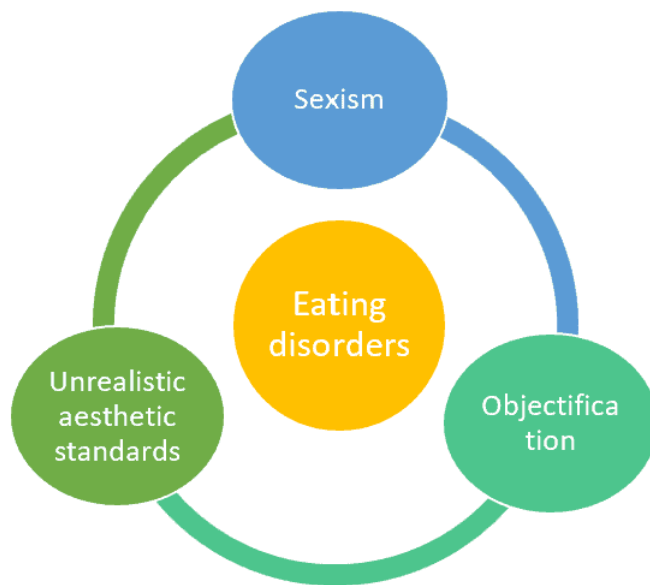 Sexism
Eating
disorders
Unrealistic
aesthetic
standards
Objectifica
tion